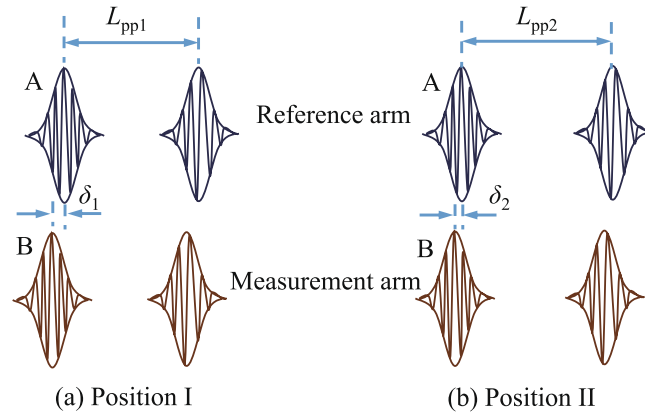 L_pp1
L_pp2
A
A
Reference arm
δ_1
δ_2
B
B
Measurement arm
(a) Position I
(b) Position II